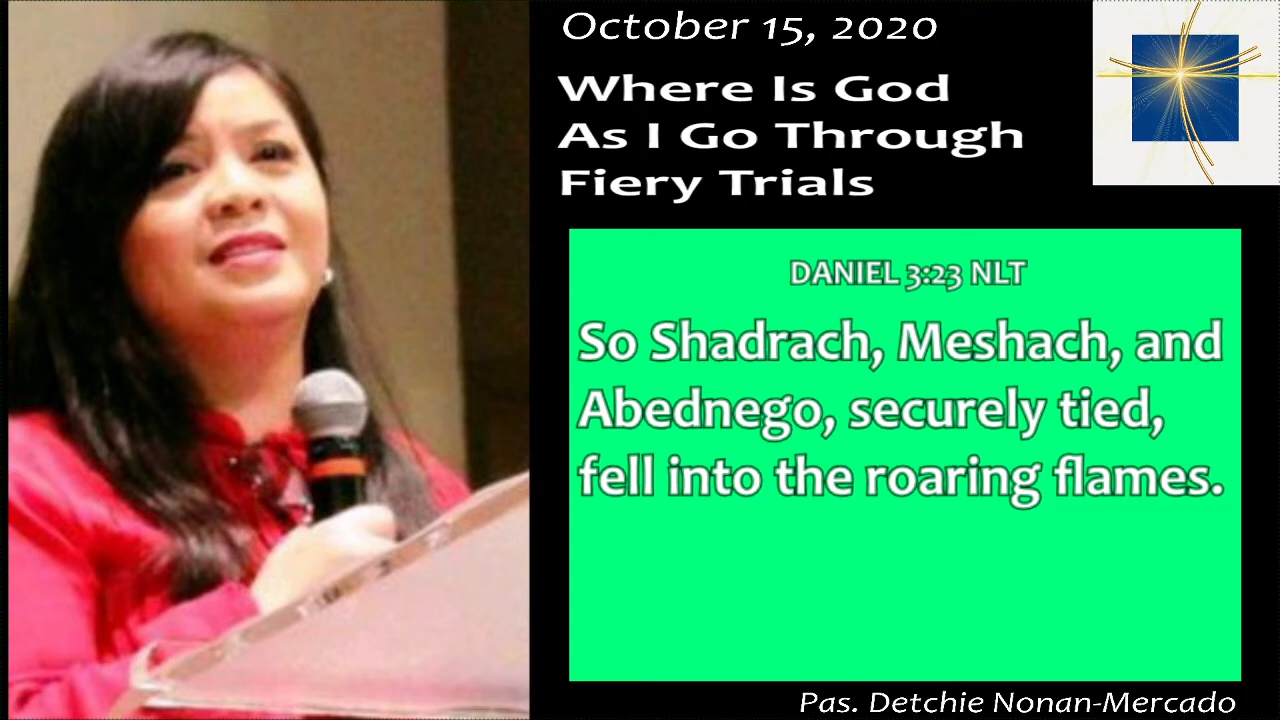 October 15, 2020
Where Is God
As I Go Through
Fiery Trials
DANIEL 3:23 NLT
So Shadrach, Meshach, and
Abednego, securely tied,
fell into the roaring flames.
Pas. Detchie Nonan-Mercado